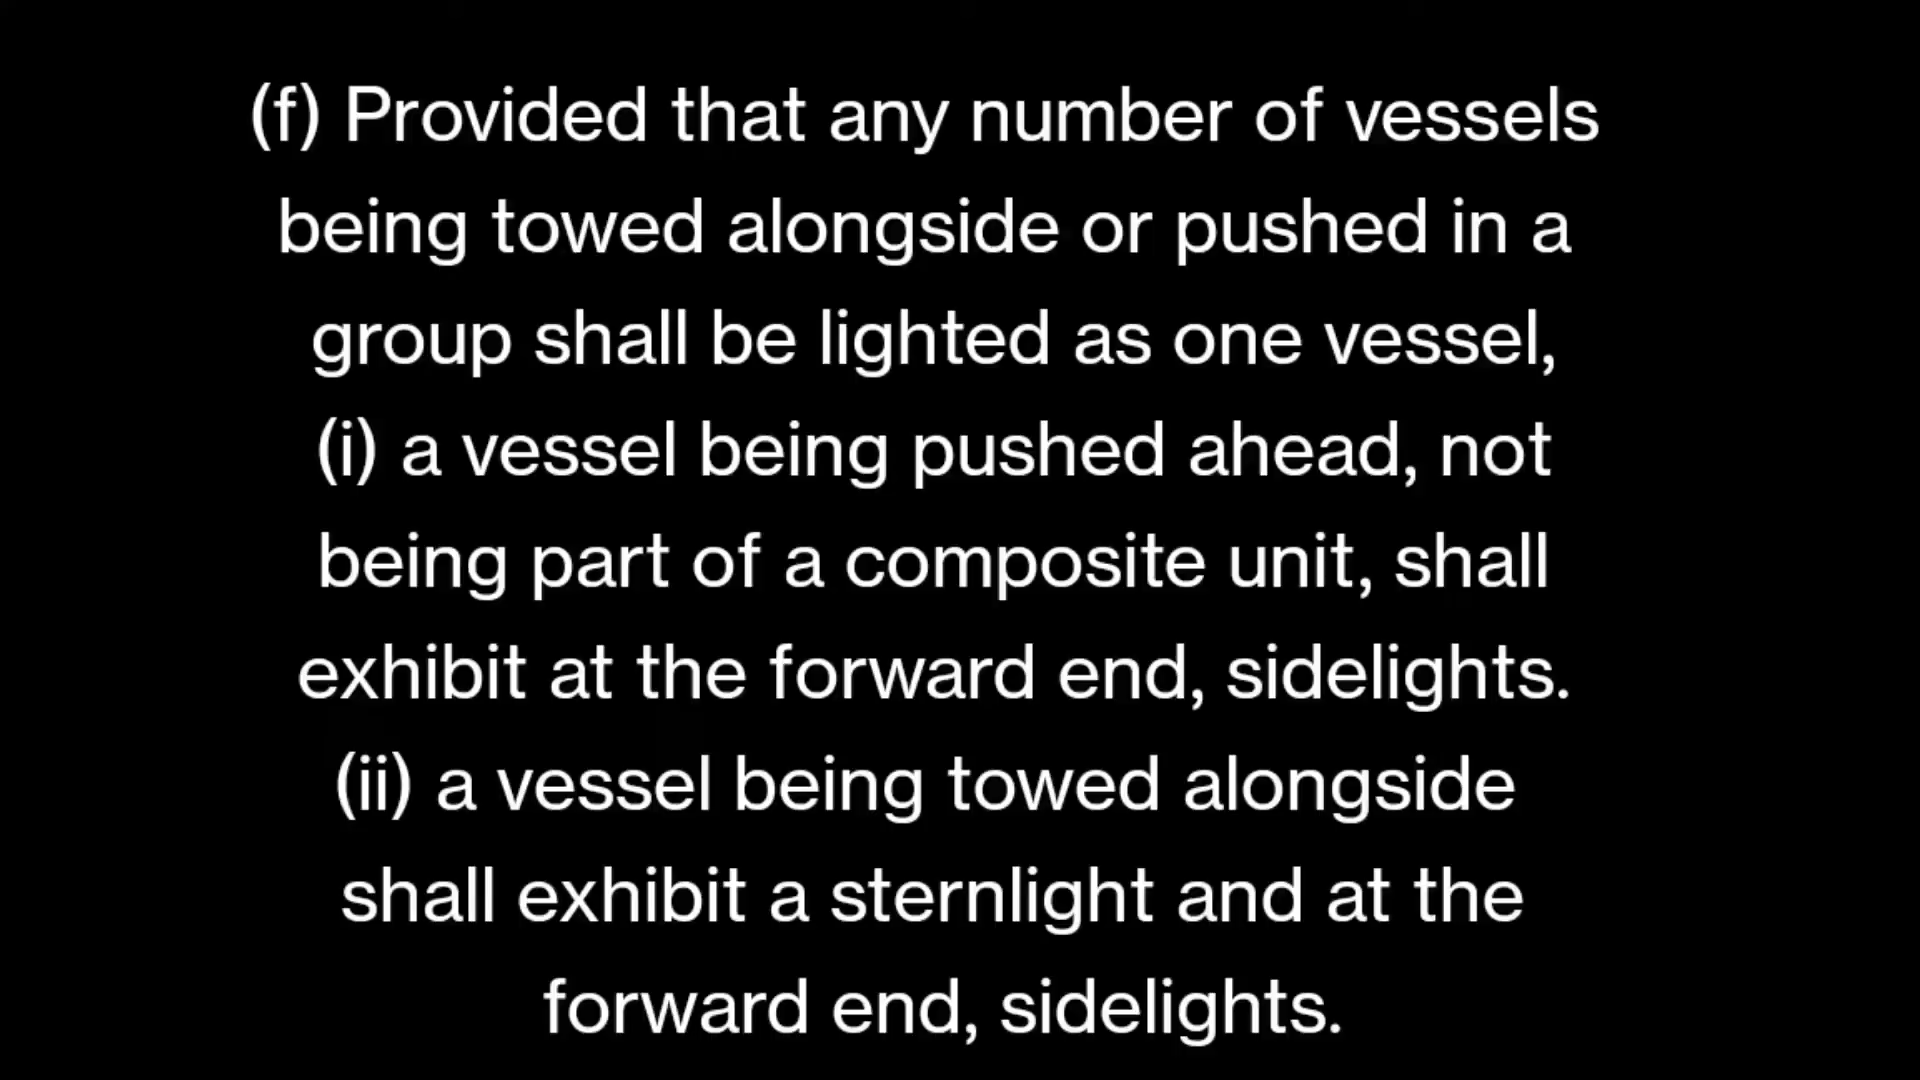 (f) Provided that any number of vessels
being towed alongside or pushed in a
group shall be lighted as one vessel,
(i) a vessel being pushed ahead, not
being part of a composite unit, shall
exhibit at the forward end, sidelights.
(ii) a vessel being towed alongside
shall exhibit a sternlight and at the
forward end, sidelights.